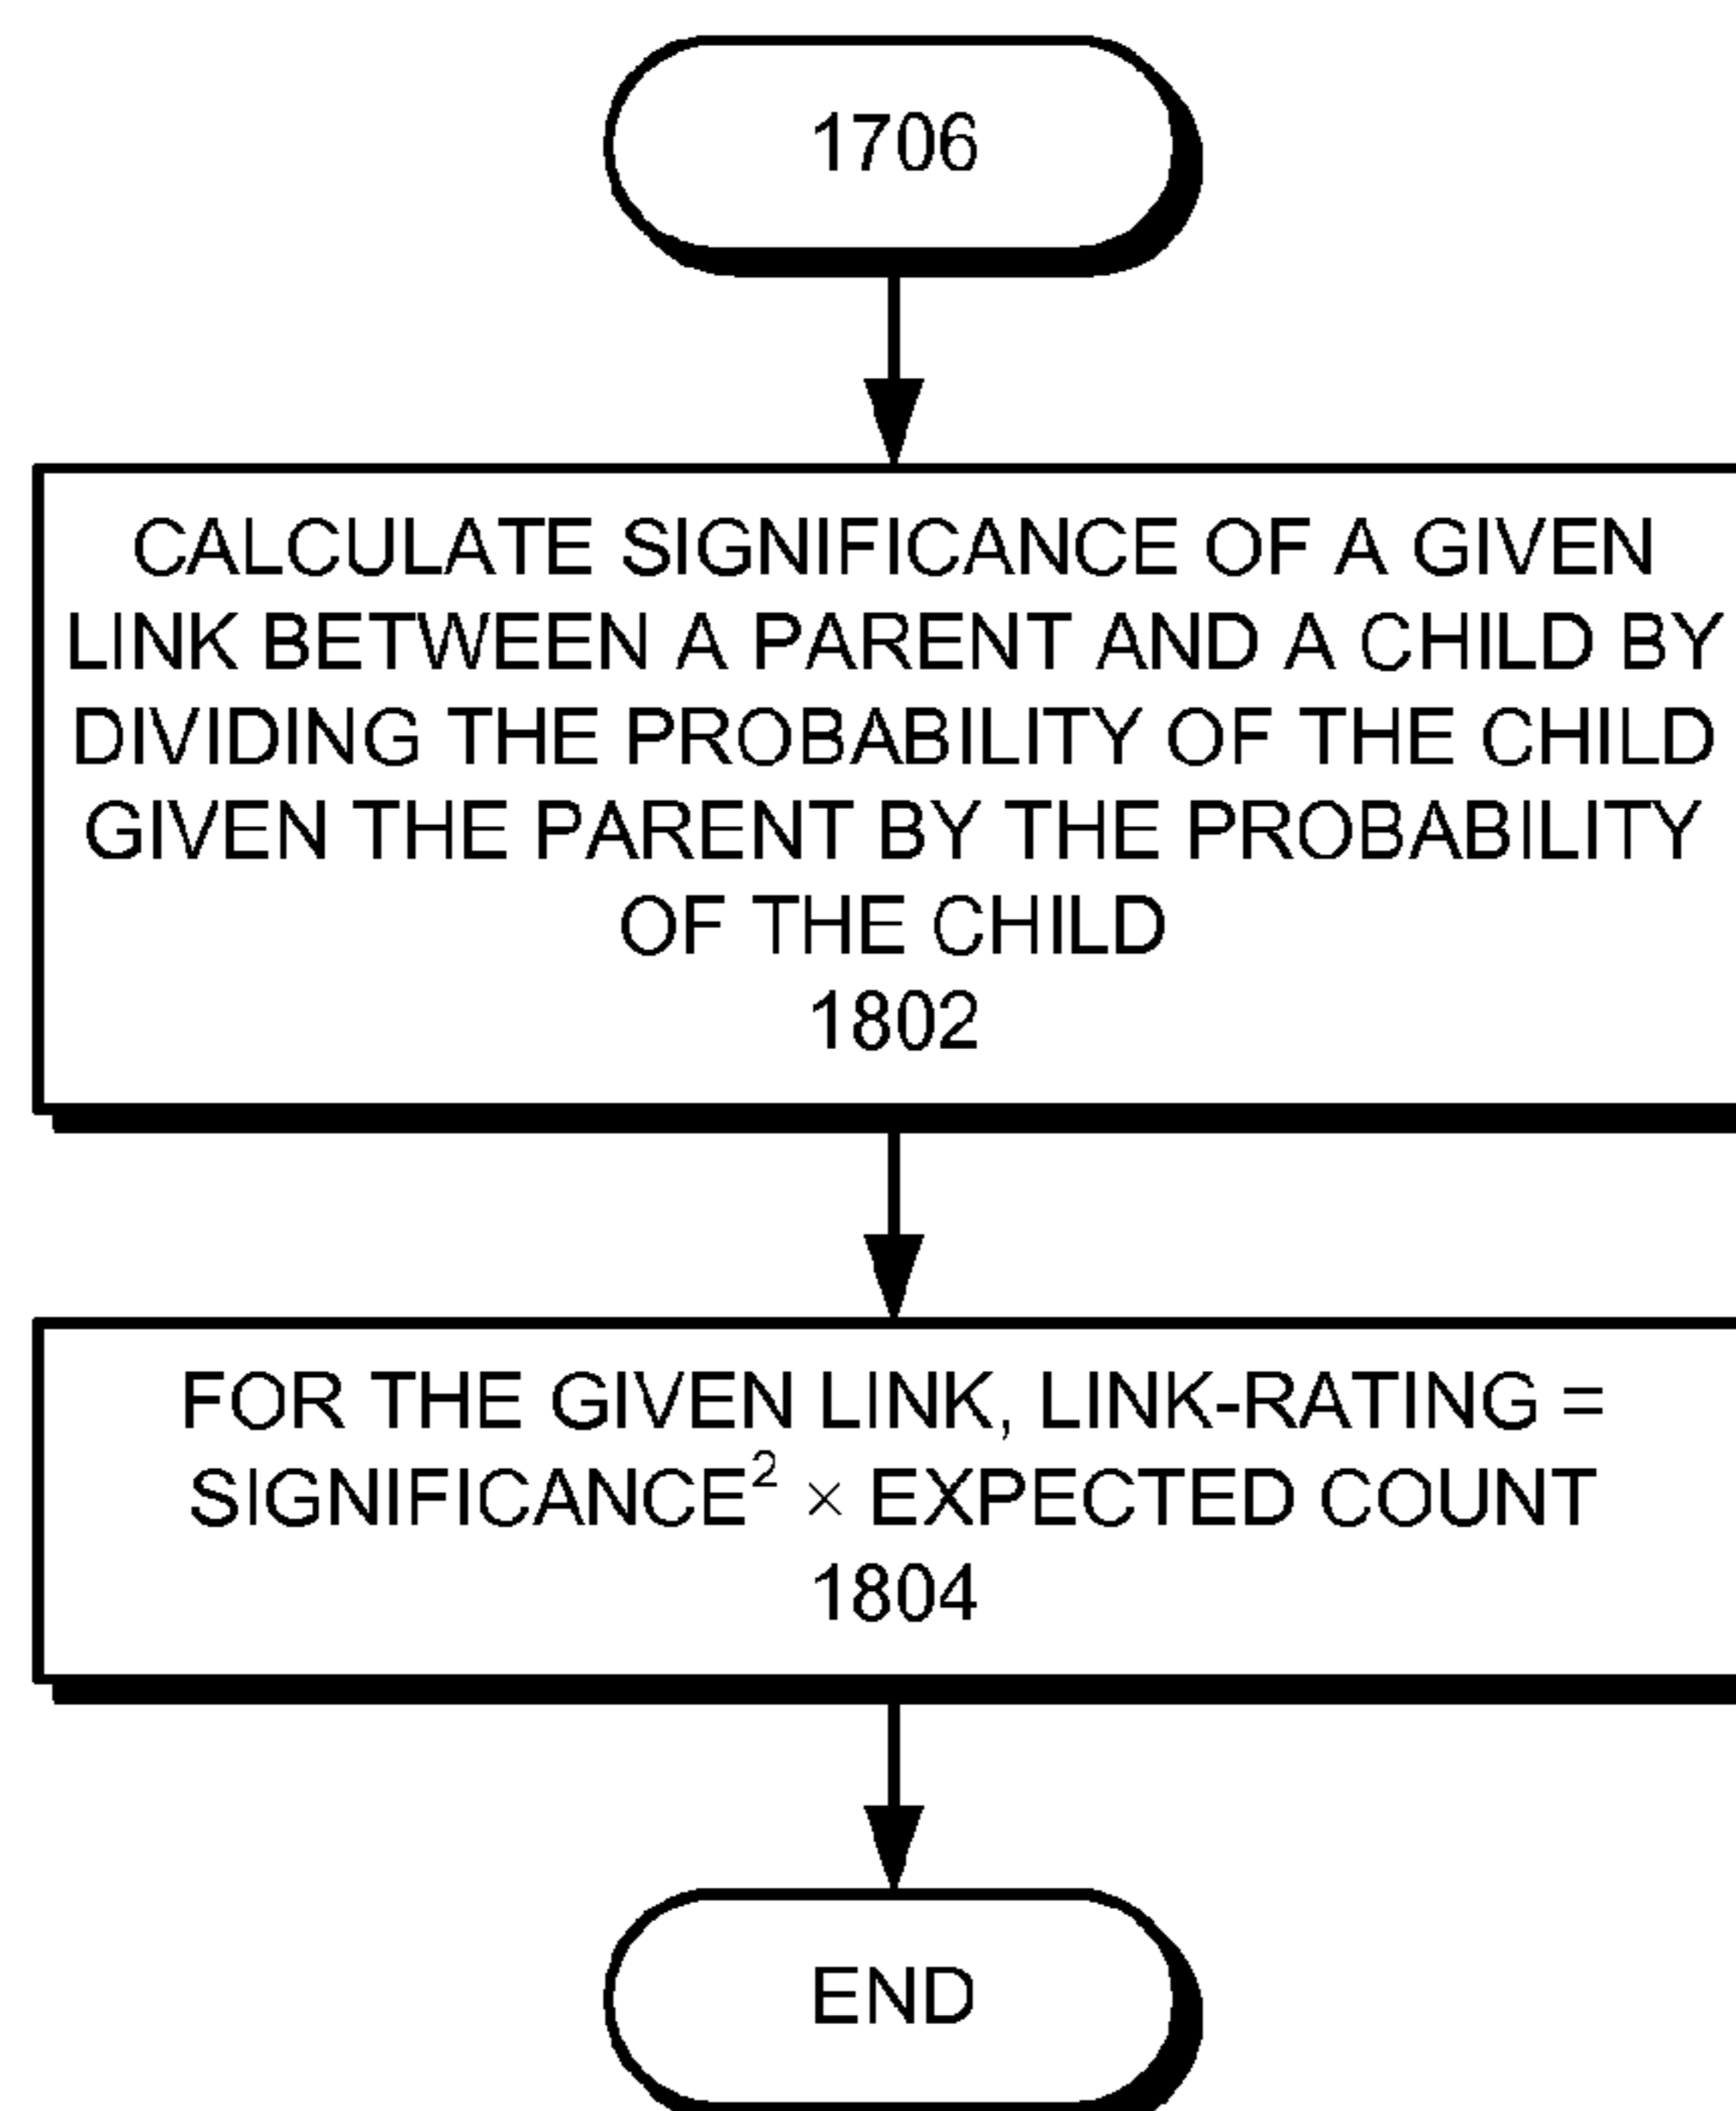 1706
CALCULATE SIGNIFICANCE OF A GIVEN
LINK BETWEEN A PARENT AND A CHILD BY
DIVIDING THE PROBABILITY OF THE CHILD
GIVEN THE PARENT BY THE PROBABILITY
OF THE CHILD
1802
FOR THE GIVEN LINK, LINK-RATING =
SIGNIFICANCE² × EXPECTED COUNT
1804
END